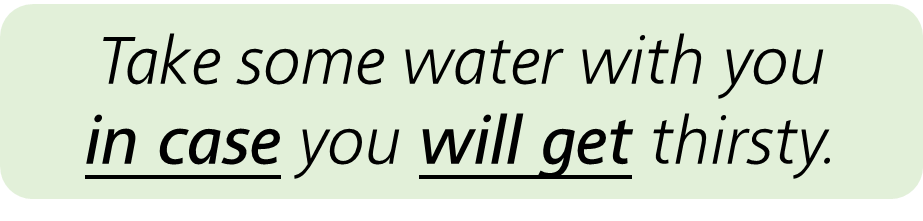 Take some water with you
in case you will get thirsty.